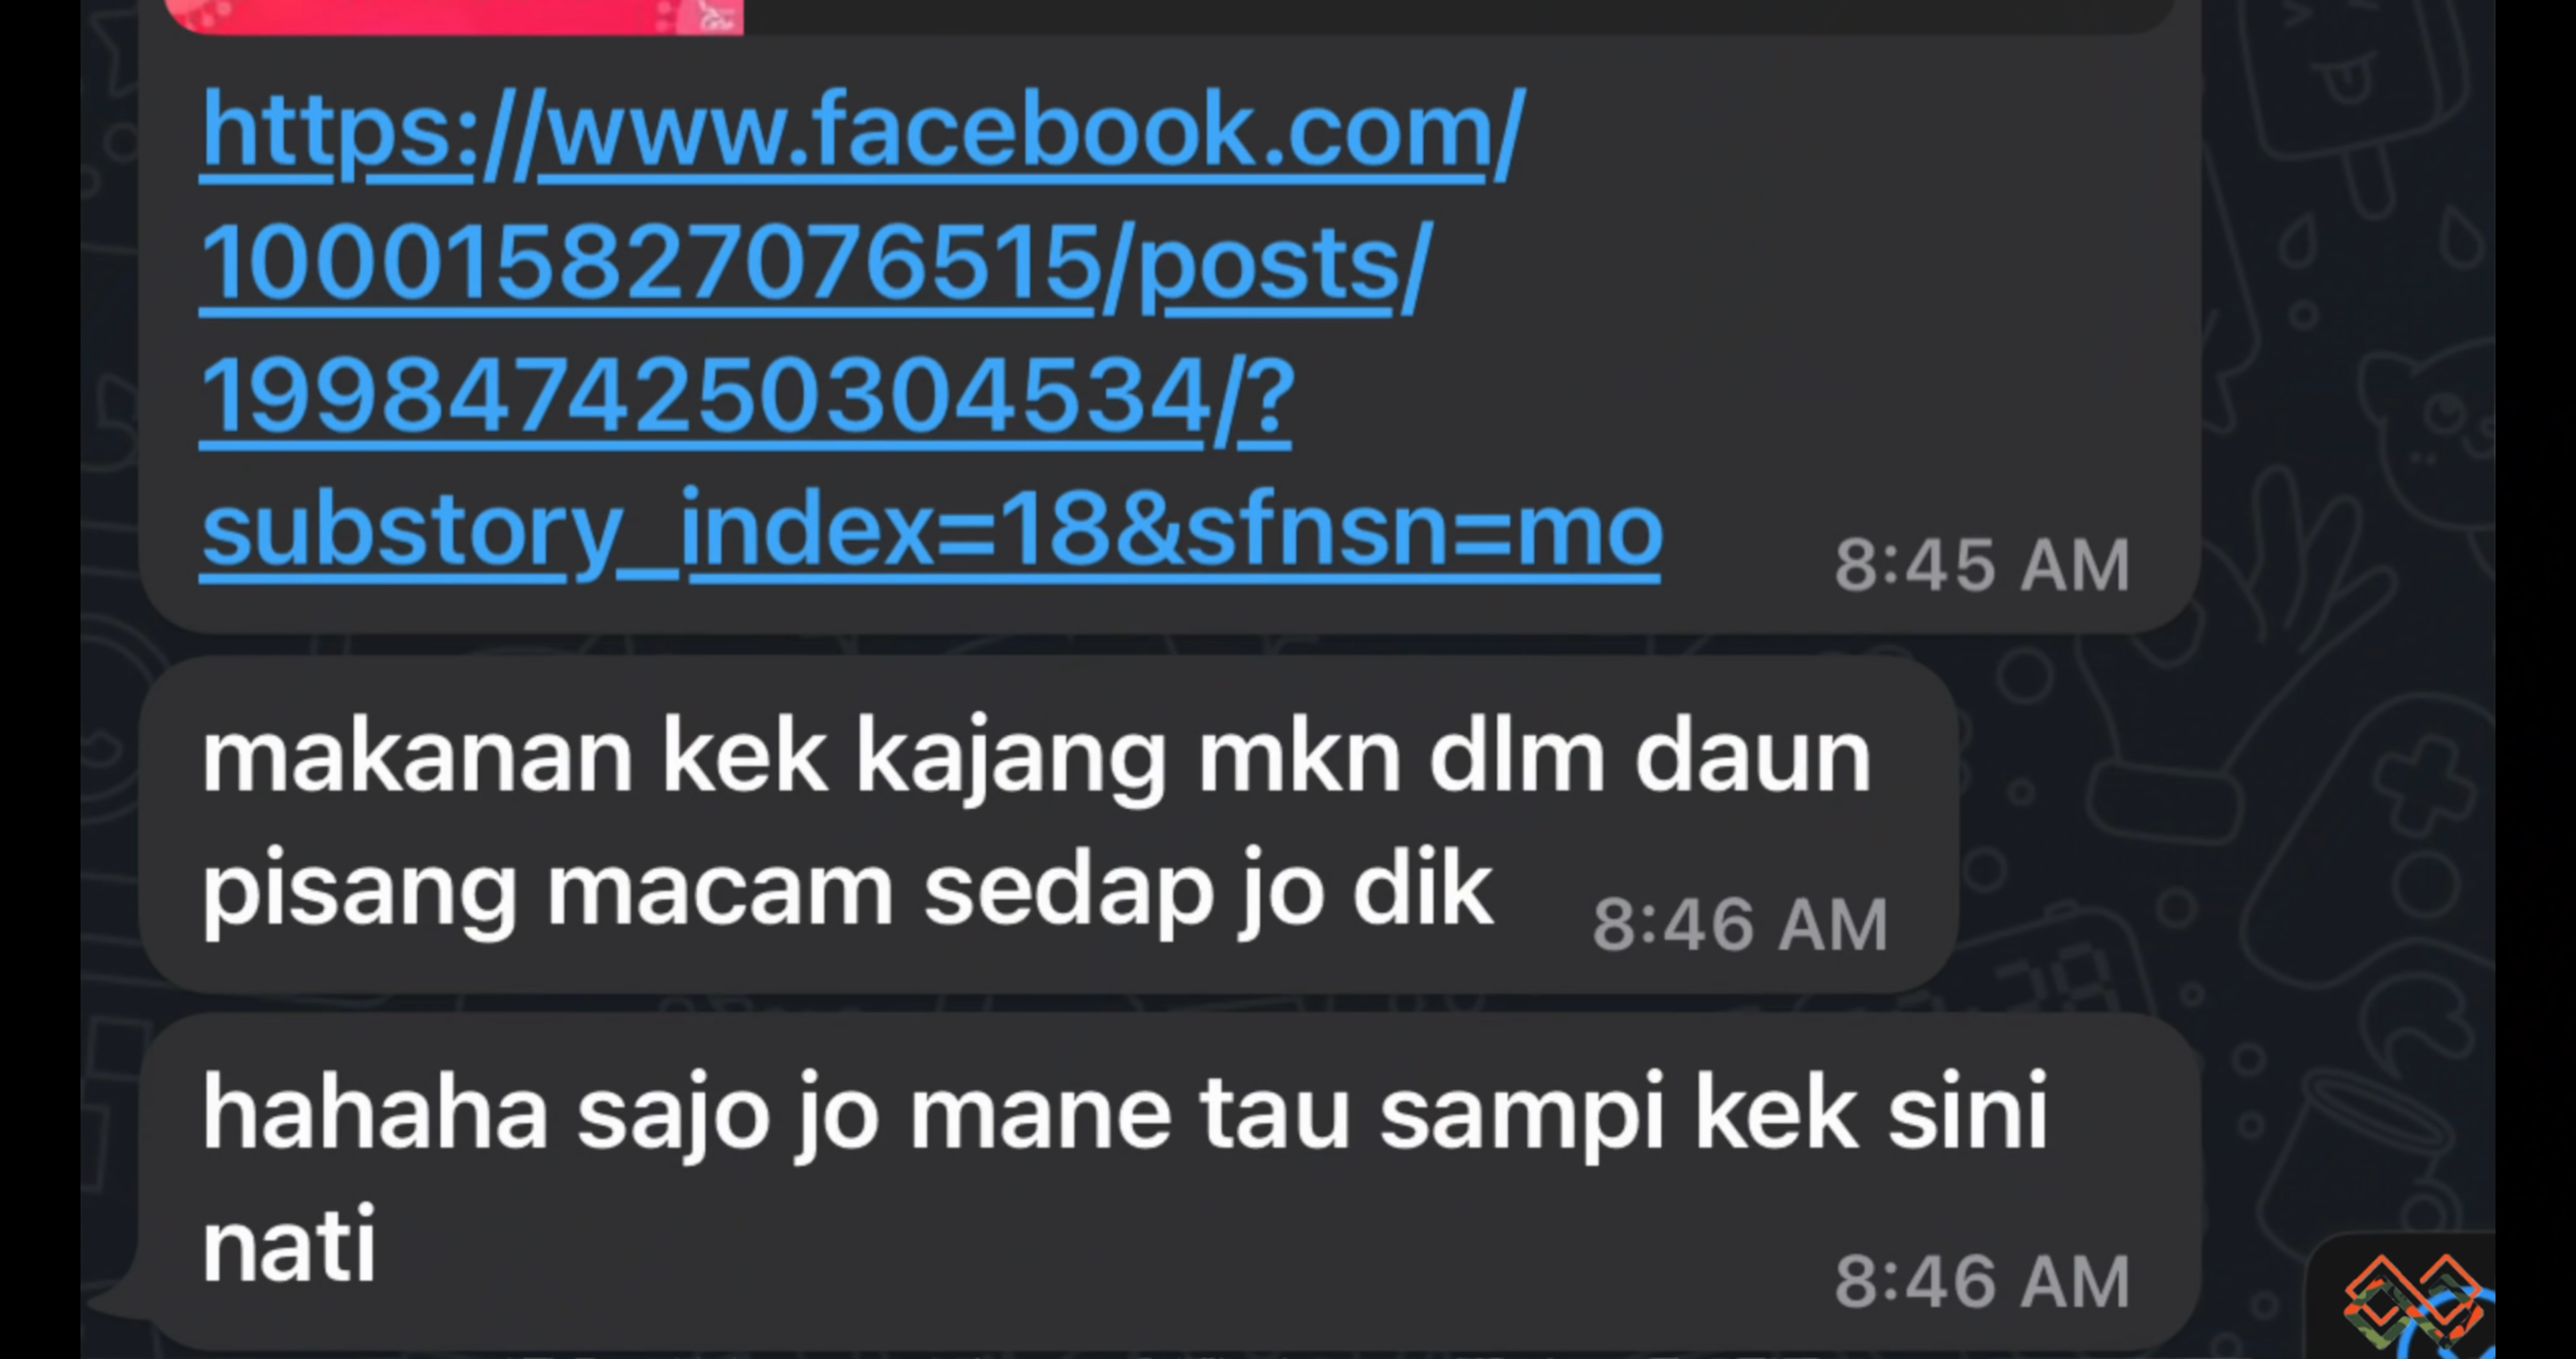 https://www.facebook.com/
100015827076515/posts/
1998474250304534/?
substory_index=18&sfnsn=mo
8:45 AM
makanan kek kajang mkn dlm daun
pisang macam sedap jo dik
8:46 AM
hahaha sajo jo mane tau sampi kek sini
nati
8:46 AM